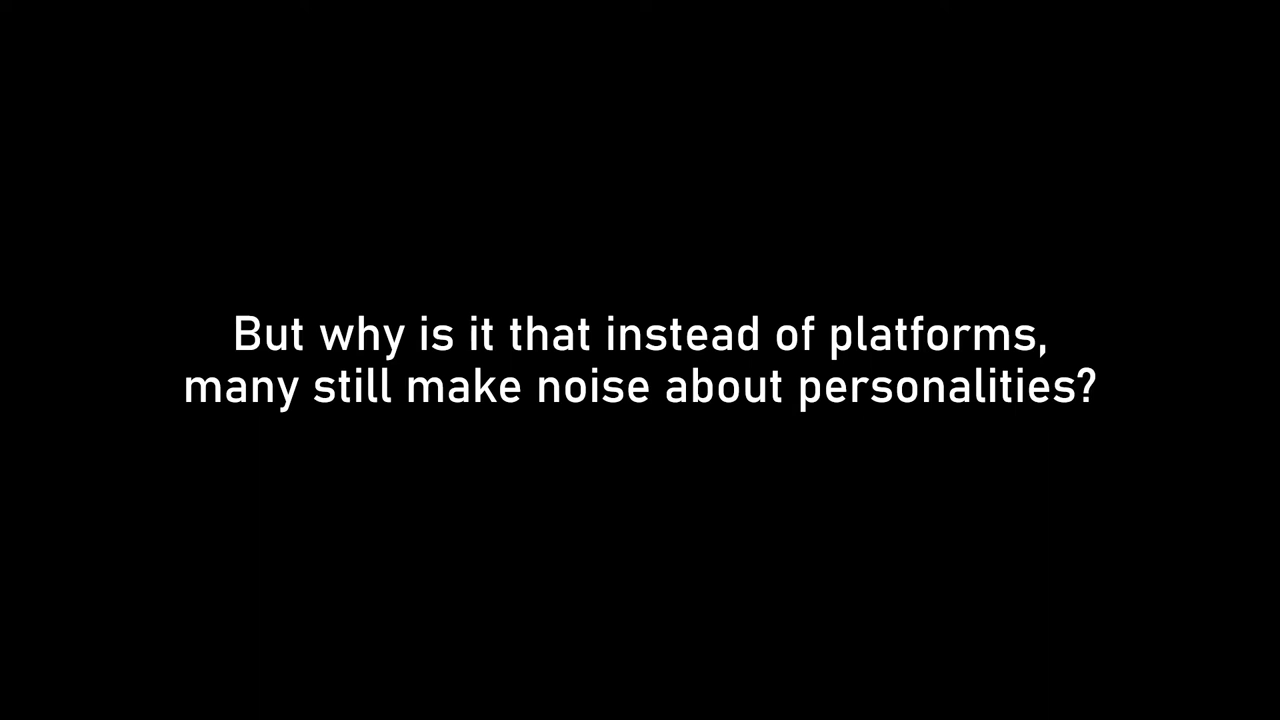 But why is it that instead of platforms,
many still make noise about personalities?